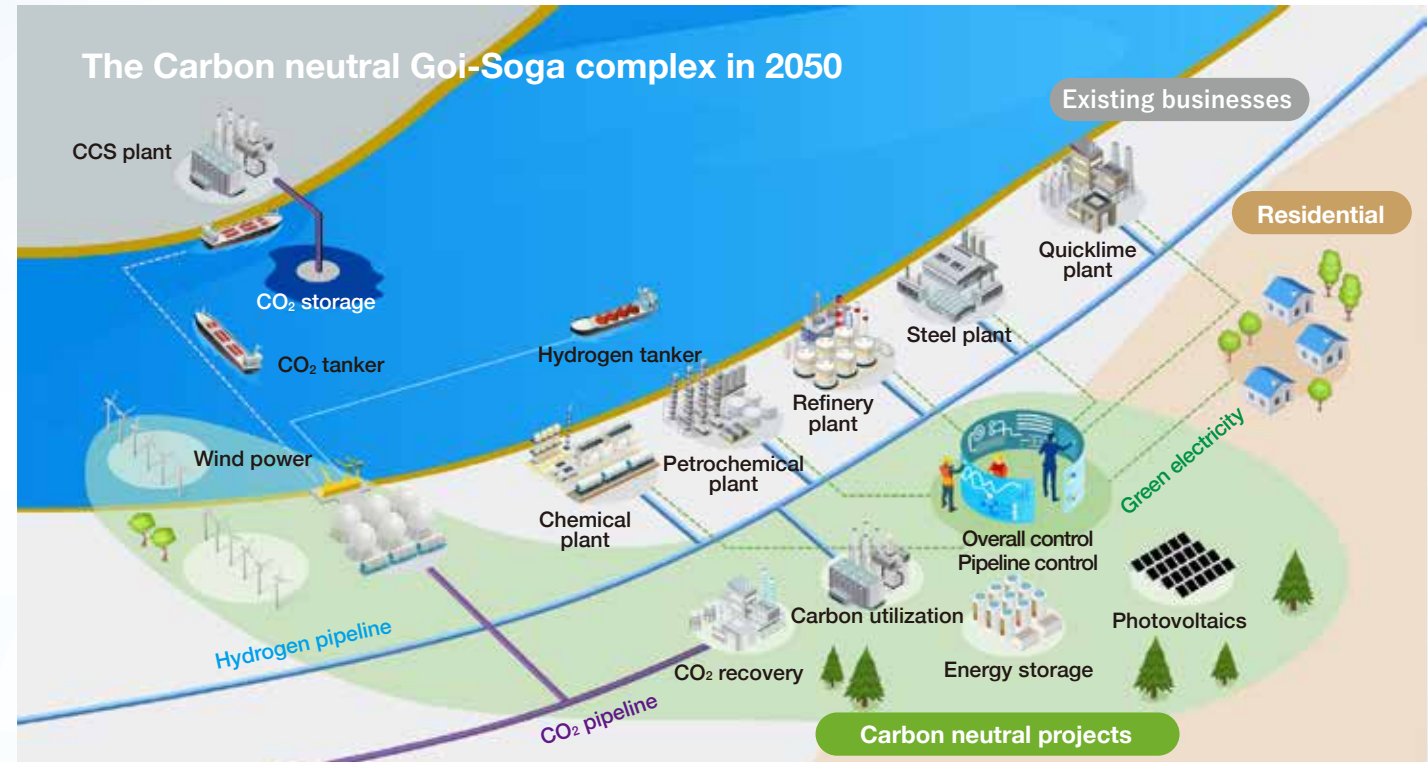 The Carbon neutral Goi-Soga complex in 2050
Existing businesses
CCS plant
Residential
Quicklime
plant
CO₂ storage
Steel plant
Hydrogen tanker
CO₂ tanker
Refinery
plant
Wind power
Petrochemical
plant
Green electricity
Chemical
plant
Overall control
Pipeline control
Carbon utilization
Photovoltaics
Hydrogen pipeline
CO₂ recovery
Energy storage
CO₂ pipeline
Carbon neutral projects